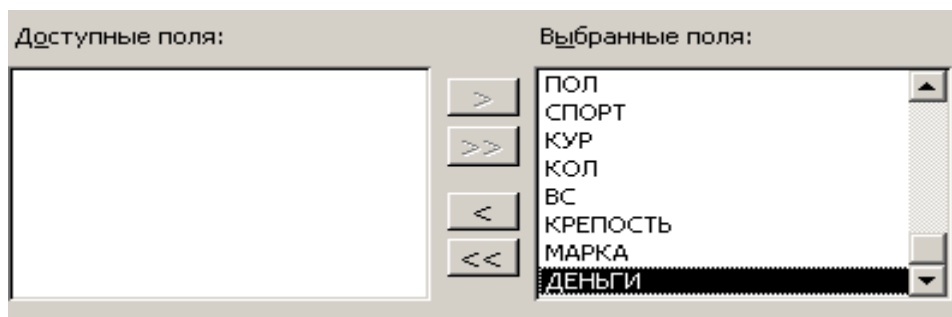 Доступные поля:
Выбранные поля:
>
>>
<
<<
ПОЛ
СПОРТ
КУР
КОЛ
ВС
КРЕПОСТЬ
МАРКА
ДЕНЬГИ